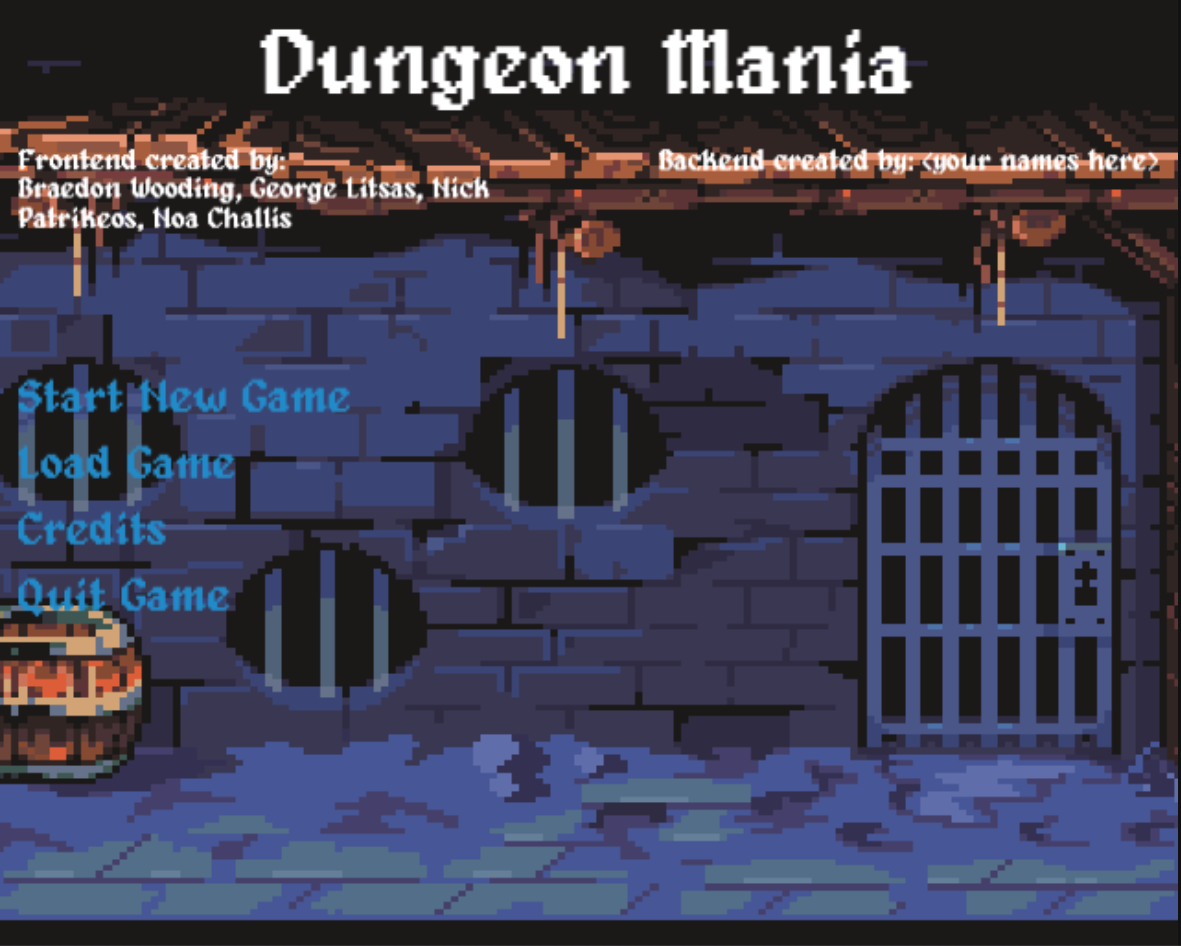 Dungeon Mania
Frontend created by:
Braedon Wooding, George Litsas, Nick
Patrikeos, Noa Challis
Backend created by: <your names here>
Start New Game
Load Game
Credits
Quit Game